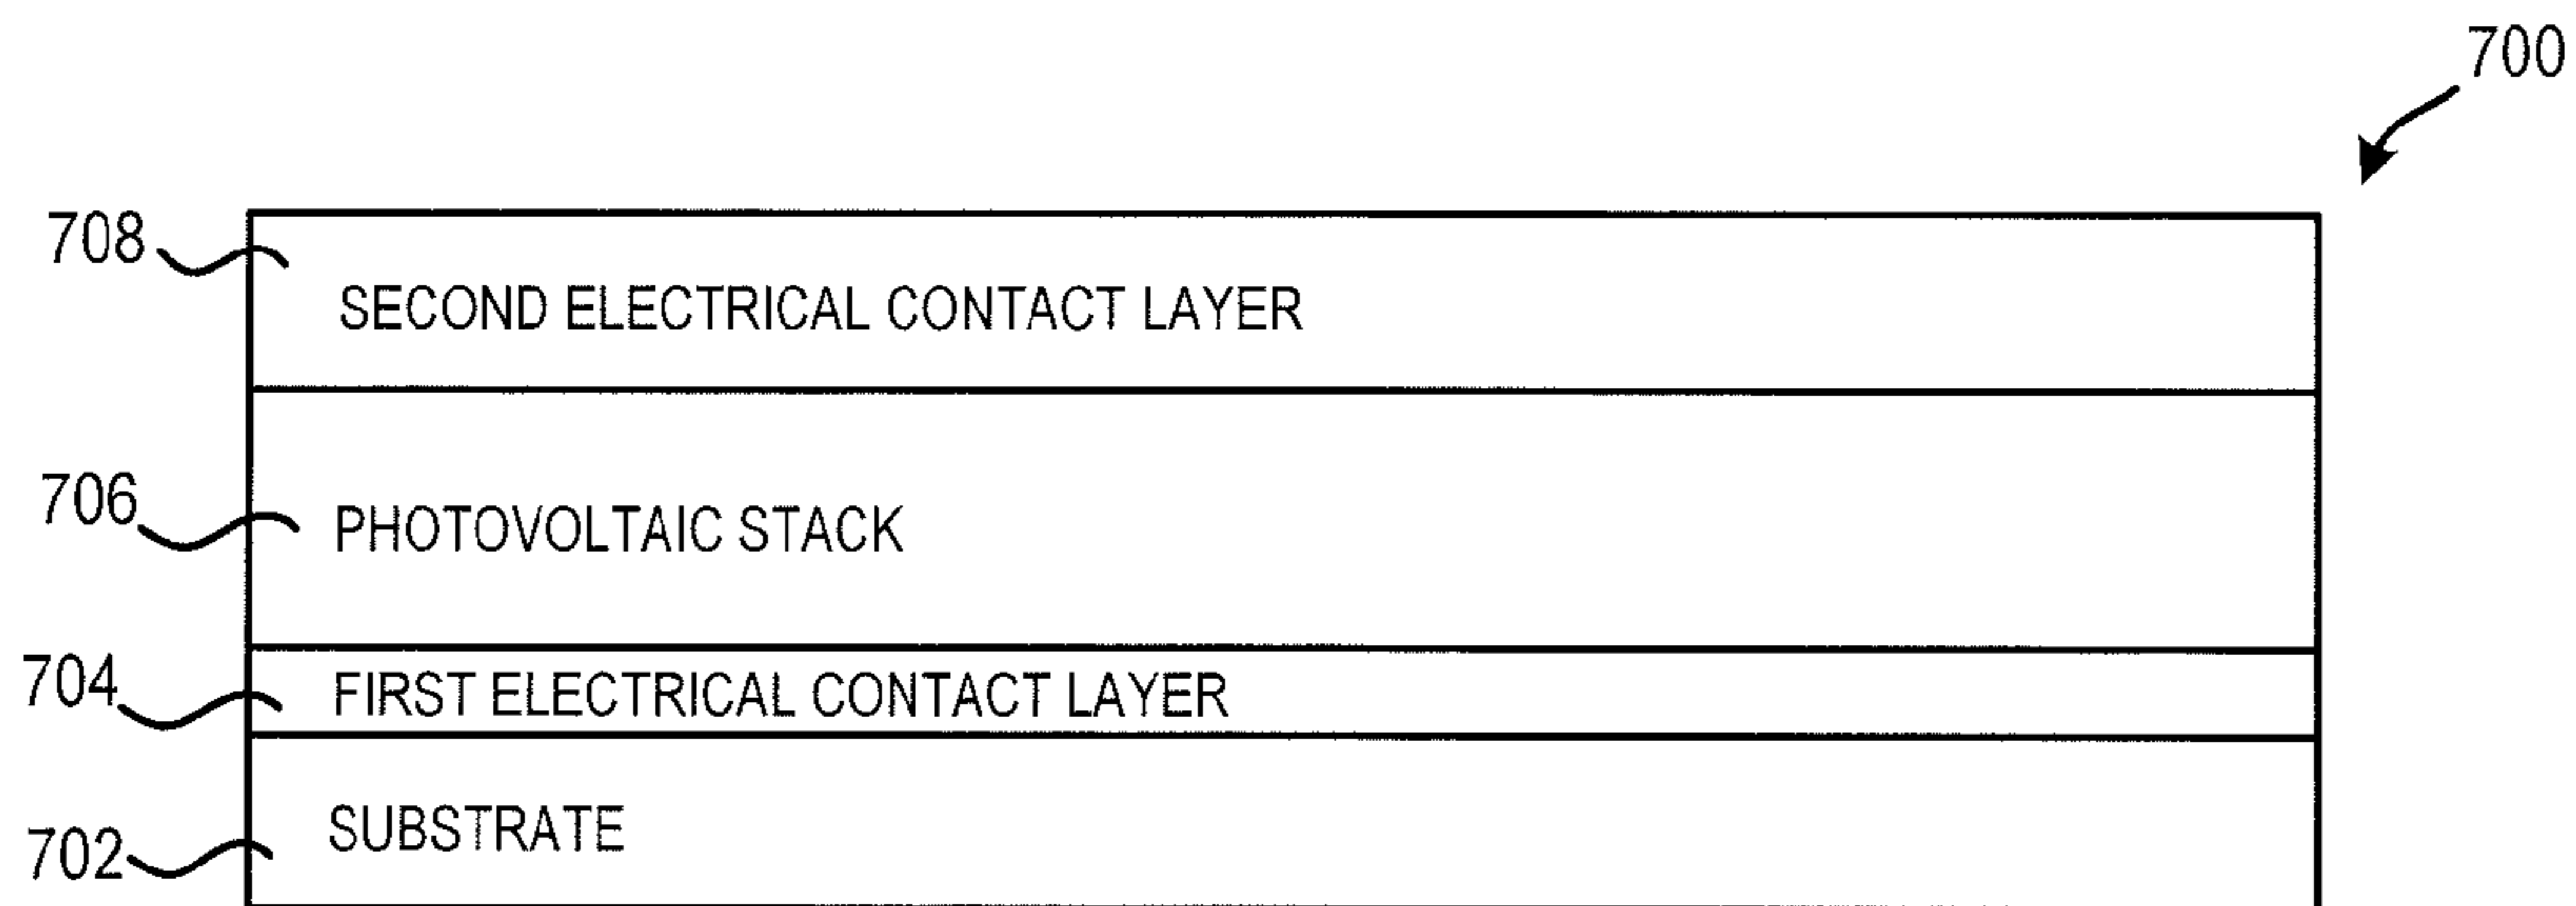 700
708
SECOND ELECTRICAL CONTACT LAYER
706
PHOTOVOLTAIC STACK
704
FIRST ELECTRICAL CONTACT LAYER
702
SUBSTRATE